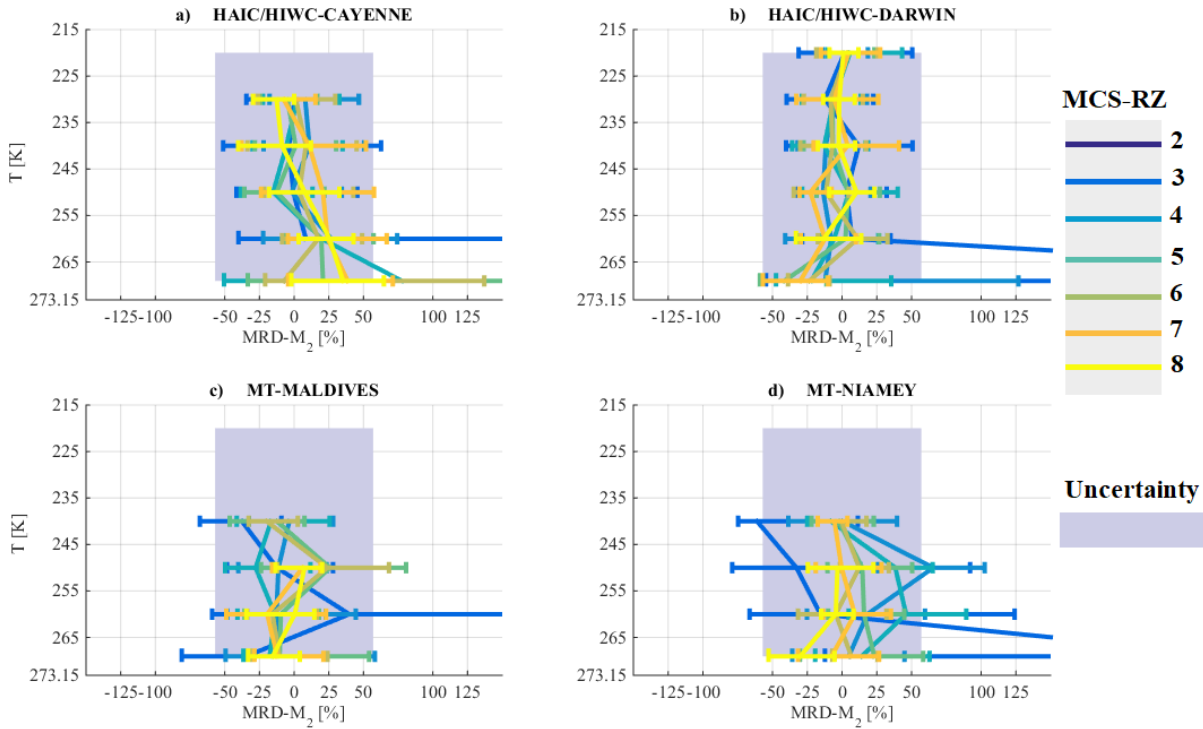 a) HAIC/HIWC-CAYENNE
215
225
235
245
255
265
273.15
T [K]
-125-100 -50 -25 0 25 50 100 125
MRD-M2 [%]
b) HAIC/HIWC-DARWIN
215
225
235
245
255
265
273.15
-125-100 -50 -25 0 25 50 100 125
MRD-M2 [%]
MCS-RZ
2
3
4
5
6
7
8
c) MT-MALDIVES
215
225
235
245
255
265
273.15
T [K]
-125-100 -50 -25 0 25 50 100 125
MRD-M2 [%]
d) MT-NIAMEY
215
225
235
245
255
265
273.15
-125-100 -50 -25 0 25 50 100 125
MRD-M2 [%]
Uncertainty